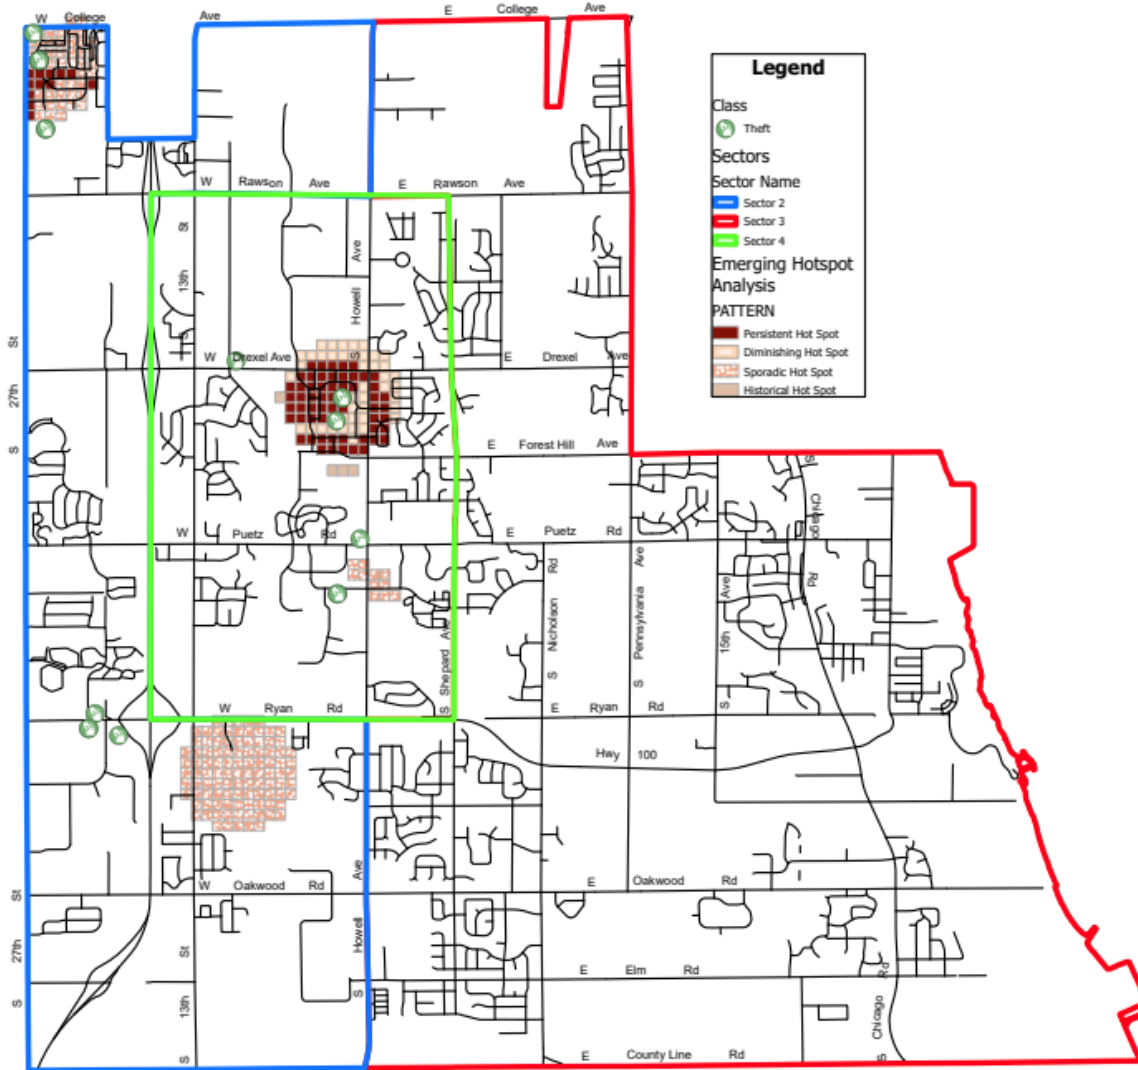 W College Ave
E College Ave
Legend
Class
Theft
Sectors
Sector Name
Sector 2
Sector 3
Sector 4
Emerging Hotspot
Analysis
PATTERN
Persistent Hot Spot
Diminishing Hot Spot
Sporadic Hot Spot
Historical Hot Spot
W Rawson Ave
E Rawson Ave
S 13th St
S Howell Ave
S 27th St
W Drexel Ave
E Drexel Ave
E Forest Hill Ave
W Puetz Rd
E Puetz Rd
S Chicago Rd
S Nicholson Rd
S Pennsylvania Ave
S 15th Ave
S Shepard Ave
W Ryan Rd
E Ryan Rd
Hwy 100
W Oakwood Rd
E Oakwood Rd
S 27th St
S 13th St
S Howell Ave
E Elm Rd
S Chicago Rd
E County Line Rd